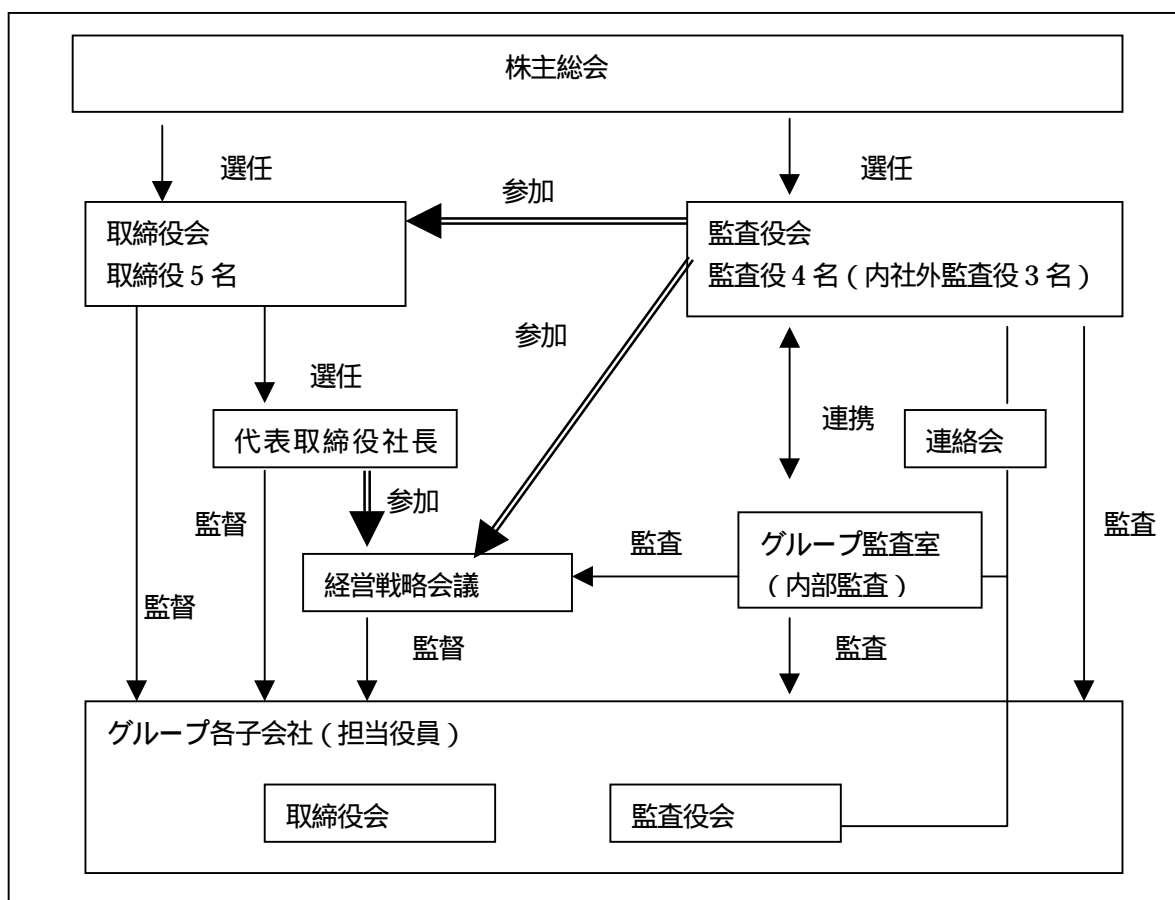 株主総会
選任
選任
参加
取締役会
取締役5名
監査役会
監査役4名(内社外監査役3名)
参加
選任
代表取締役社長
連携
連絡会
参加
監督
監査
グループ監査室
(内部監査)
監査
経営戦略会議
監督
監督
監査
グループ各子会社(担当役員)
取締役会
監査役会